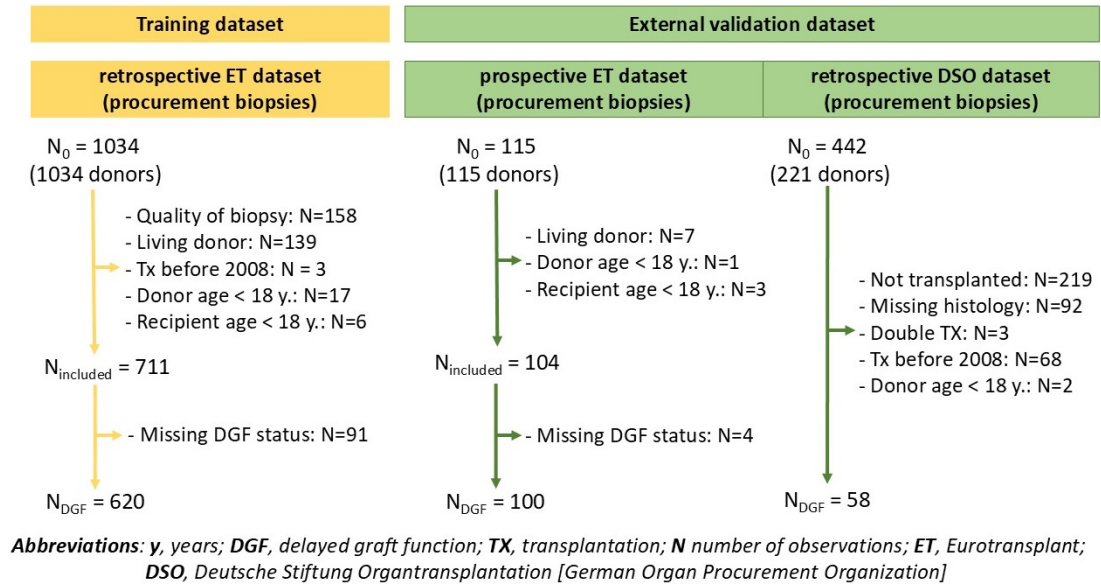 Training dataset
External validation dataset
retrospective ET dataset
(procurement biopsies)
prospective ET dataset
(procurement biopsies)
retrospective DSO dataset
(procurement biopsies)
N0 = 1034
(1034 donors)
- Quality of biopsy: N=158
- Living donor: N=139
- Tx before 2008: N = 3
- Donor age < 18 y.: N=17
- Recipient age < 18 y.: N=6
Nincluded = 711
- Missing DGF status: N=91
NDGF = 620
N0 = 115
(115 donors)
- Living donor: N=7
- Donor age < 18 y.: N=1
- Recipient age < 18 y.: N=3
Nincluded = 104
- Missing DGF status: N=4
NDGF = 100
N0 = 442
(221 donors)
- Not transplanted: N=219
- Missing histology: N=92
- Double TX: N=3
- Tx before 2008: N=68
- Donor age < 18 y.: N=2
NDGF = 58
Abbreviations: y, years; DGF, delayed graft function; TX, transplantation; N number of observations; ET, Eurotransplant;
DSO, Deutsche Stiftung Organtransplantation [German Organ Procurement Organization]